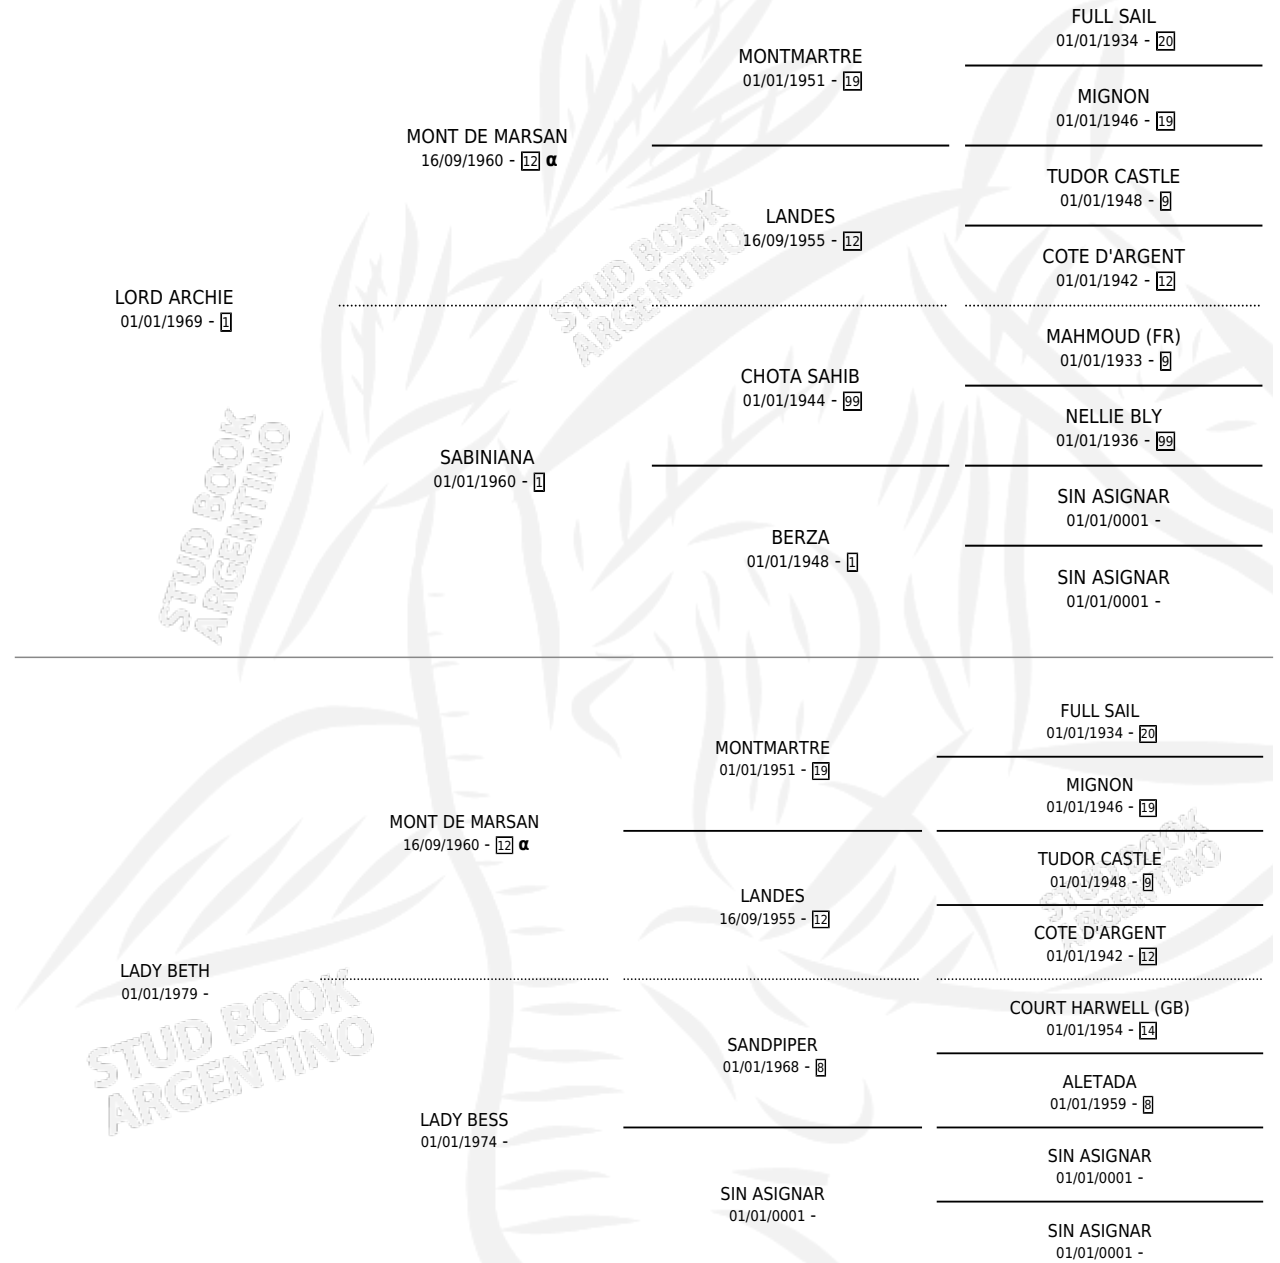 FULL SAIL
01/01/1934 - 20
MONTMARTRE
01/01/1951 - 19
MIGNON
01/01/1946 - 19
MONT DE MARSAN
16/09/1960 - 12 α
TUDOR CASTLE
01/01/1948 - 9
LANDES
16/09/1955 - 12
COTE D'ARGENT
01/01/1942 - 12
LORD ARCHIE
01/01/1969 - 1
MAHMOUD (FR)
01/01/1933 - 9
CHOTA SAHIB
01/01/1944 - 99
NELLIE BLY
01/01/1936 - 99
SABINIANA
01/01/1960 - 1
SIN ASIGNAR
01/01/0001 -
BERZA
01/01/1948 - 1
SIN ASIGNAR
01/01/0001 -
STUD BOOK
ARGENTINO
STUD BOOK
ARGENTINO
FULL SAIL
01/01/1934 - 20
MONTMARTRE
01/01/1951 - 19
MIGNON
01/01/1946 - 19
MONT DE MARSAN
16/09/1960 - 12 α
TUDOR CASTLE
01/01/1948 - 9
LANDES
16/09/1955 - 12
COTE D'ARGENT
01/01/1942 - 12
LADY BETH
01/01/1979 -
COURT HARWELL (GB)
01/01/1954 - 14
SANDPIPER
01/01/1968 - 8
ALETADA
01/01/1959 - 8
LADY BESS
01/01/1974 -
SIN ASIGNAR
01/01/0001 -
SIN ASIGNAR
01/01/0001 -
SIN ASIGNAR
01/01/0001 -
STUD BOOK
ARGENTINO
STUD BOOK
ARGENTINO